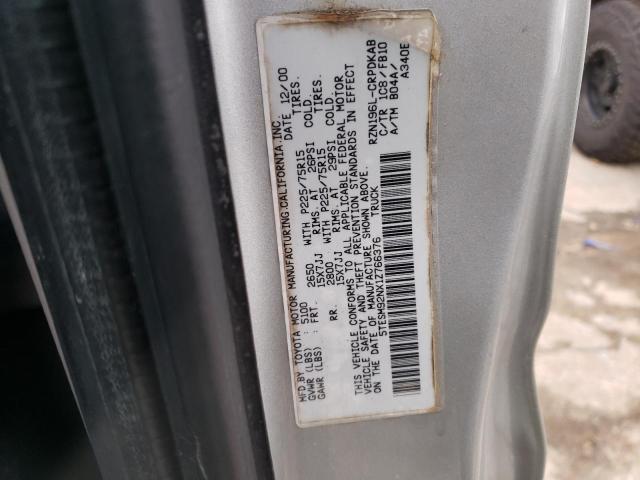 MFD.BY TOYOTA MOTOR MANUFACTURING CALIFORNIA, INC.
DATE 12/00
GVWR (LBS) : 5100
GAWR (LBS) : FRT. 2650 WITH P225/75R15 TIRES.
15X7JJ RIMS. AT 26PSI COLD.
RR. 2800 WITH P225/75R15 TIRES.
15X7JJ RIMS. AT 29PSI COLD.
THIS VEHICLE CONFORMS TO ALL APPLICABLE FEDERAL MOTOR
VEHICLE SAFETY AND THEFT PREVENTION STANDARDS IN EFFECT
ON THE DATE OF MANUFACTURE SHOWN ABOVE.
5TESM92NX1Z766376 TRUCK
RZN196L-CRPDKAB
C/TR 1C8/FB10
A/TM B04A/
A340E